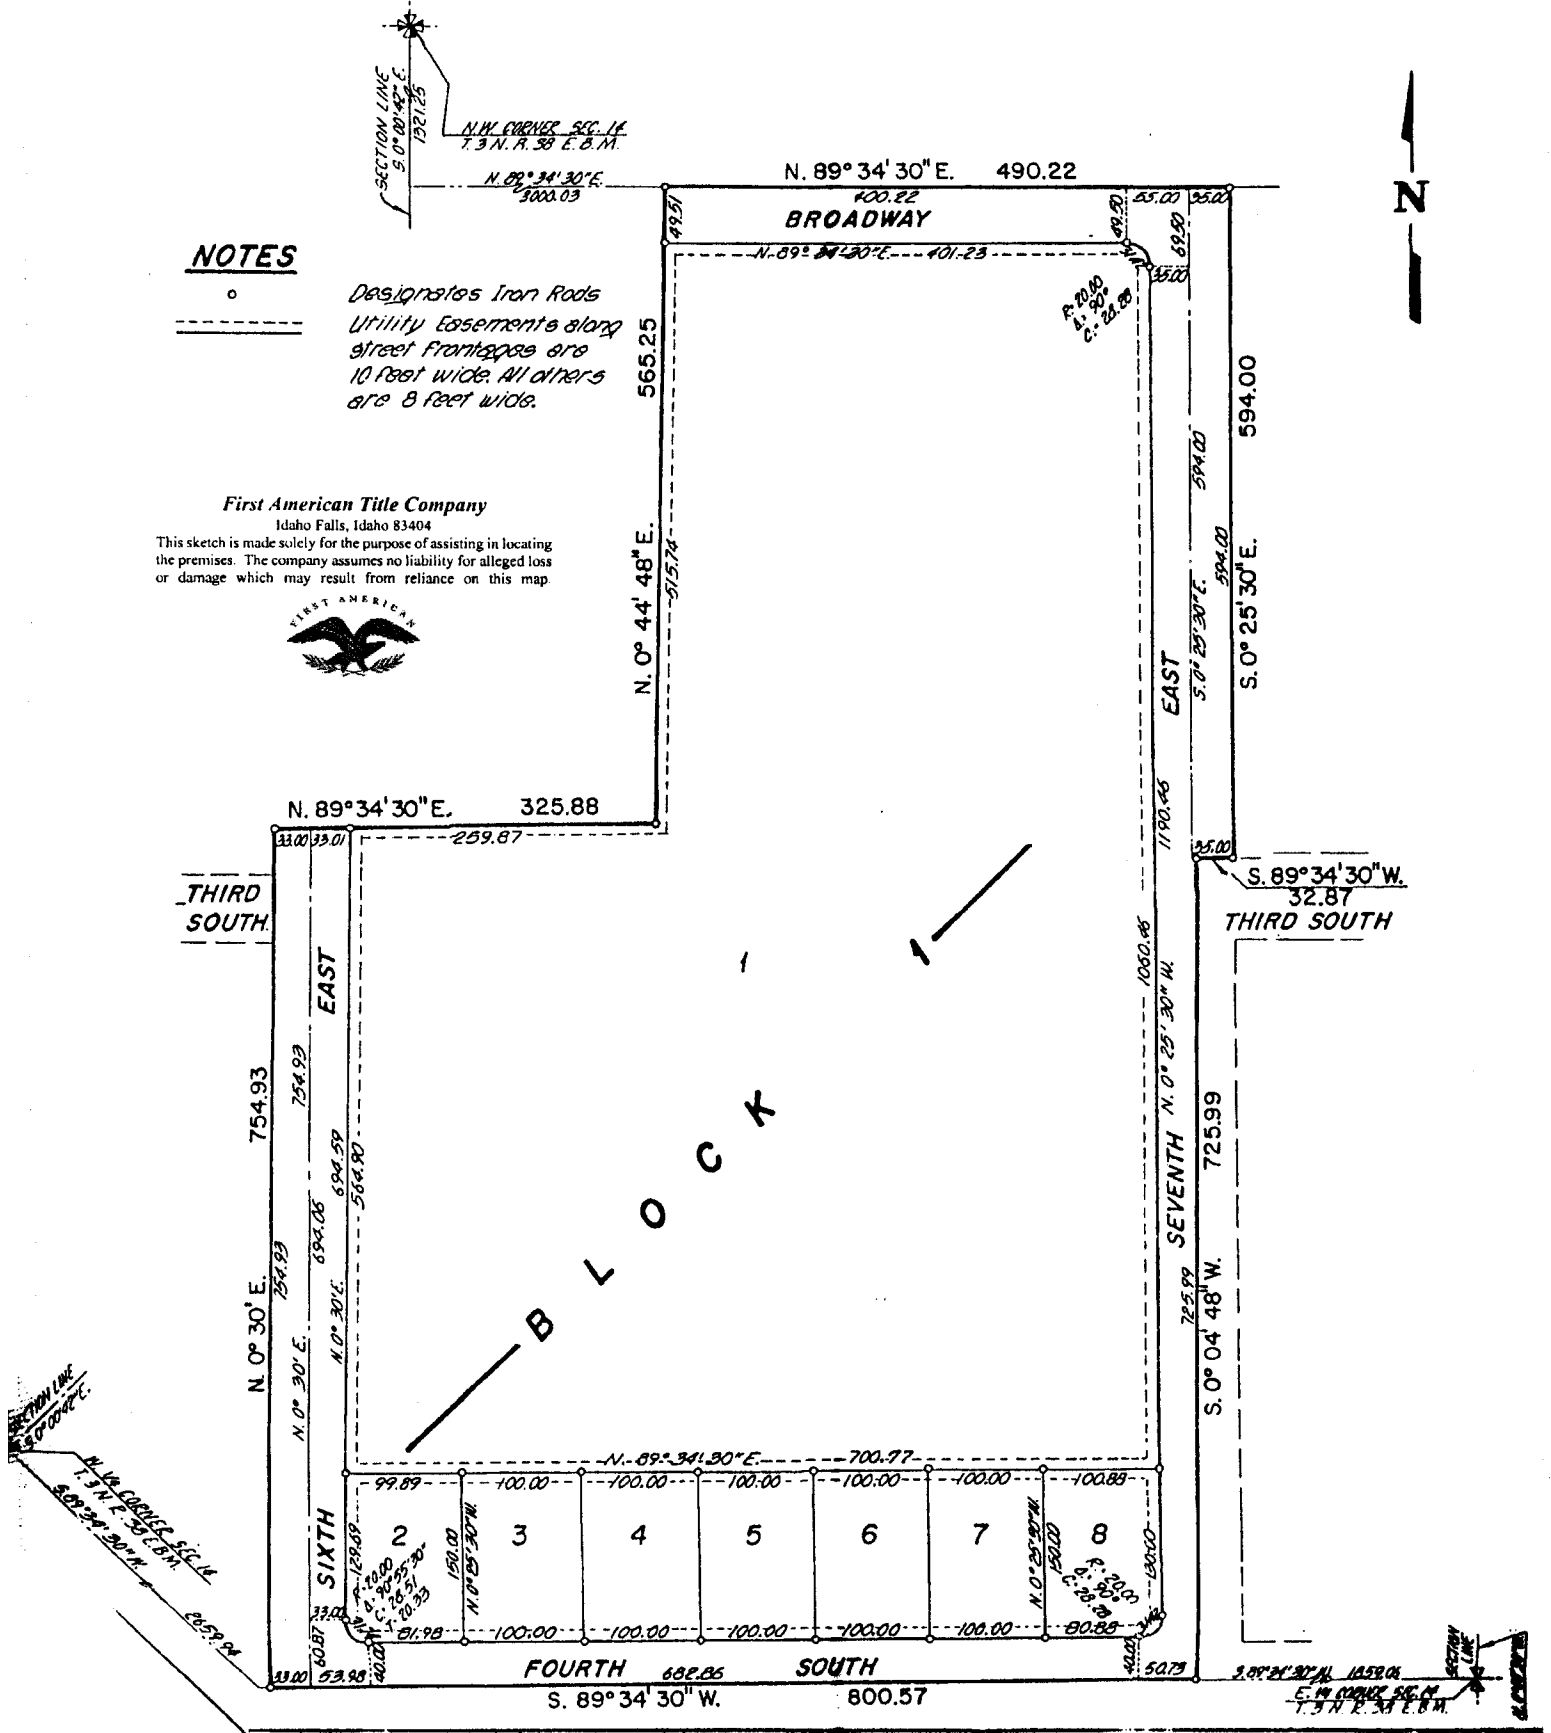 SECTION LINE
S. 0° 00' 42" E.
1321.25
N.W. CORNER SEC. 14
T. 3 N. R. 38 E. B.M.
N. 89° 34' 30" E.
3000.03
N. 89° 34' 30" E. 490.22
400.22
55.00
35.00
49.51
BROADWAY
49.50
69.50
N. 89° 34' 30" E. 401.23
35.00
R= 20.00
Δ= 90°
C= 28.28
N
NOTES
Designates Iron Rods
Utility Easements along
street frontages are
10 feet wide. All others
are 8 feet wide.
First American Title Company
Idaho Falls, Idaho 83404
This sketch is made solely for the purpose of assisting in locating
the premises. The company assumes no liability for alleged loss
or damage which may result from reliance on this map.
FIRST AMERICAN
N. 0° 44' 48" E. 565.25
515.74
S. 0° 25' 30" E. 594.00
594.00
S. 0° 25' 30" E. 594.00
N. 89° 34' 30" E. 325.88
33.00
33.01
259.87
35.00
S. 89° 34' 30" W.
32.87
THIRD
SOUTH
THIRD SOUTH
SIXTH EAST
SEVENTH EAST
N. 0° 25' 30" W. 1190.46
1060.46
BLOCK 1
1
N. 0° 30' E. 754.93
754.93
N. 0° 30' E. 754.93
694.06
N. 0° 30' E. 694.59
564.90
S. 0° 04' 48" W. 725.99
725.99
SECTION LINE
S. 0° 00' 42" E.
N. 89° 34' 30" E. 700.77
99.89
100.00
100.00
100.00
100.00
100.00
100.88
2
3
4
5
6
7
8
129.69
R= 20.00
Δ= 90° 55' 30"
C= 28.51
T= 20.33
150.00
N. 0° 25' 30" W.
N. 0° 25' 30" W.
150.00
R= 20.00
Δ= 90°
C= 28.28
130.00
W. 1/4 CORNER SEC. 14
T. 3 N. R. 38 E. B.M.
S. 89° 34' 30" W.
2659.94
33.00
81.98
100.00
100.00
100.00
100.00
100.00
80.88
33.00
60.87
53.98
40.00
FOURTH SOUTH
682.86
40.00
50.73
S. 89° 34' 30" W. 800.57
S. 89° 34' 30" W. 1859.06
E. 1/4 CORNER SEC. 14
T. 3 N. R. 38 E. B.M.
SECTION
LINE